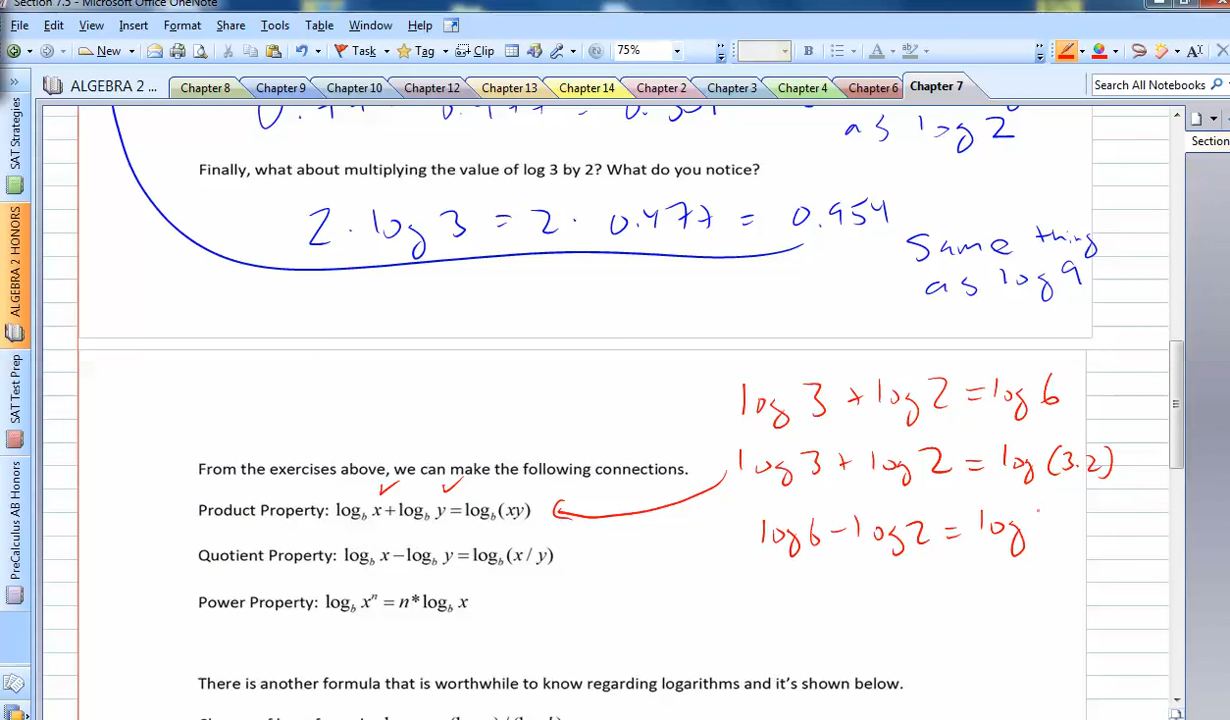 Section 7.5 - Microsoft Office OneNote
File Edit View Insert Format Share Tools Table Window Help
New Task Tag Clip 75% B A A
ALGEBRA 2 ... Chapter 8 Chapter 9 Chapter 10 Chapter 12 Chapter 13 Chapter 14 Chapter 2 Chapter 3 Chapter 4 Chapter 6 Chapter 7 Search All Notebooks
Section
SAT Strategies
ALGEBRA 2 HONORS
SAT Test Prep
PreCalculus AB Honors
as log 2
Finally, what about multiplying the value of log 3 by 2? What do you notice?
2 · log 3 = 2 · 0.477 = 0.954
Same thing
as log 9
log 3 + log 2 = log 6
log 3 + log 2 = log (3·2)
From the exercises above, we can make the following connections.
Product Property: log_b x + log_b y = log_b (xy)
log 6 - log 2 = log
Quotient Property: log_b x − log_b y = log_b (x / y)
Power Property: log_b xⁿ = n * log_b x
There is another formula that is worthwhile to know regarding logarithms and it's shown below.